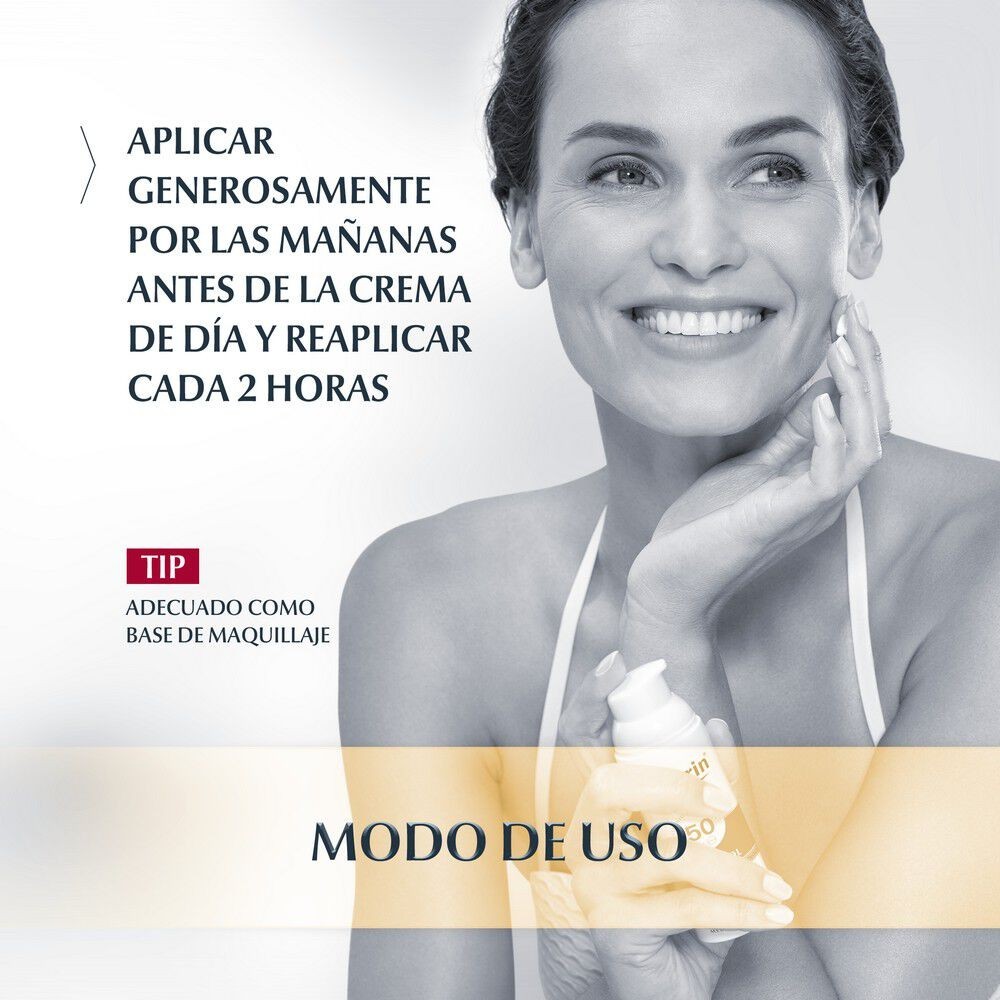 APLICAR
GENEROSAMENTE
POR LAS MAÑANAS
ANTES DE LA CREMA
DE DÍA Y REAPLICAR
CADA 2 HORAS
TIP
ADECUADO COMO
BASE DE MAQUILLAJE
50
MODO DE USO